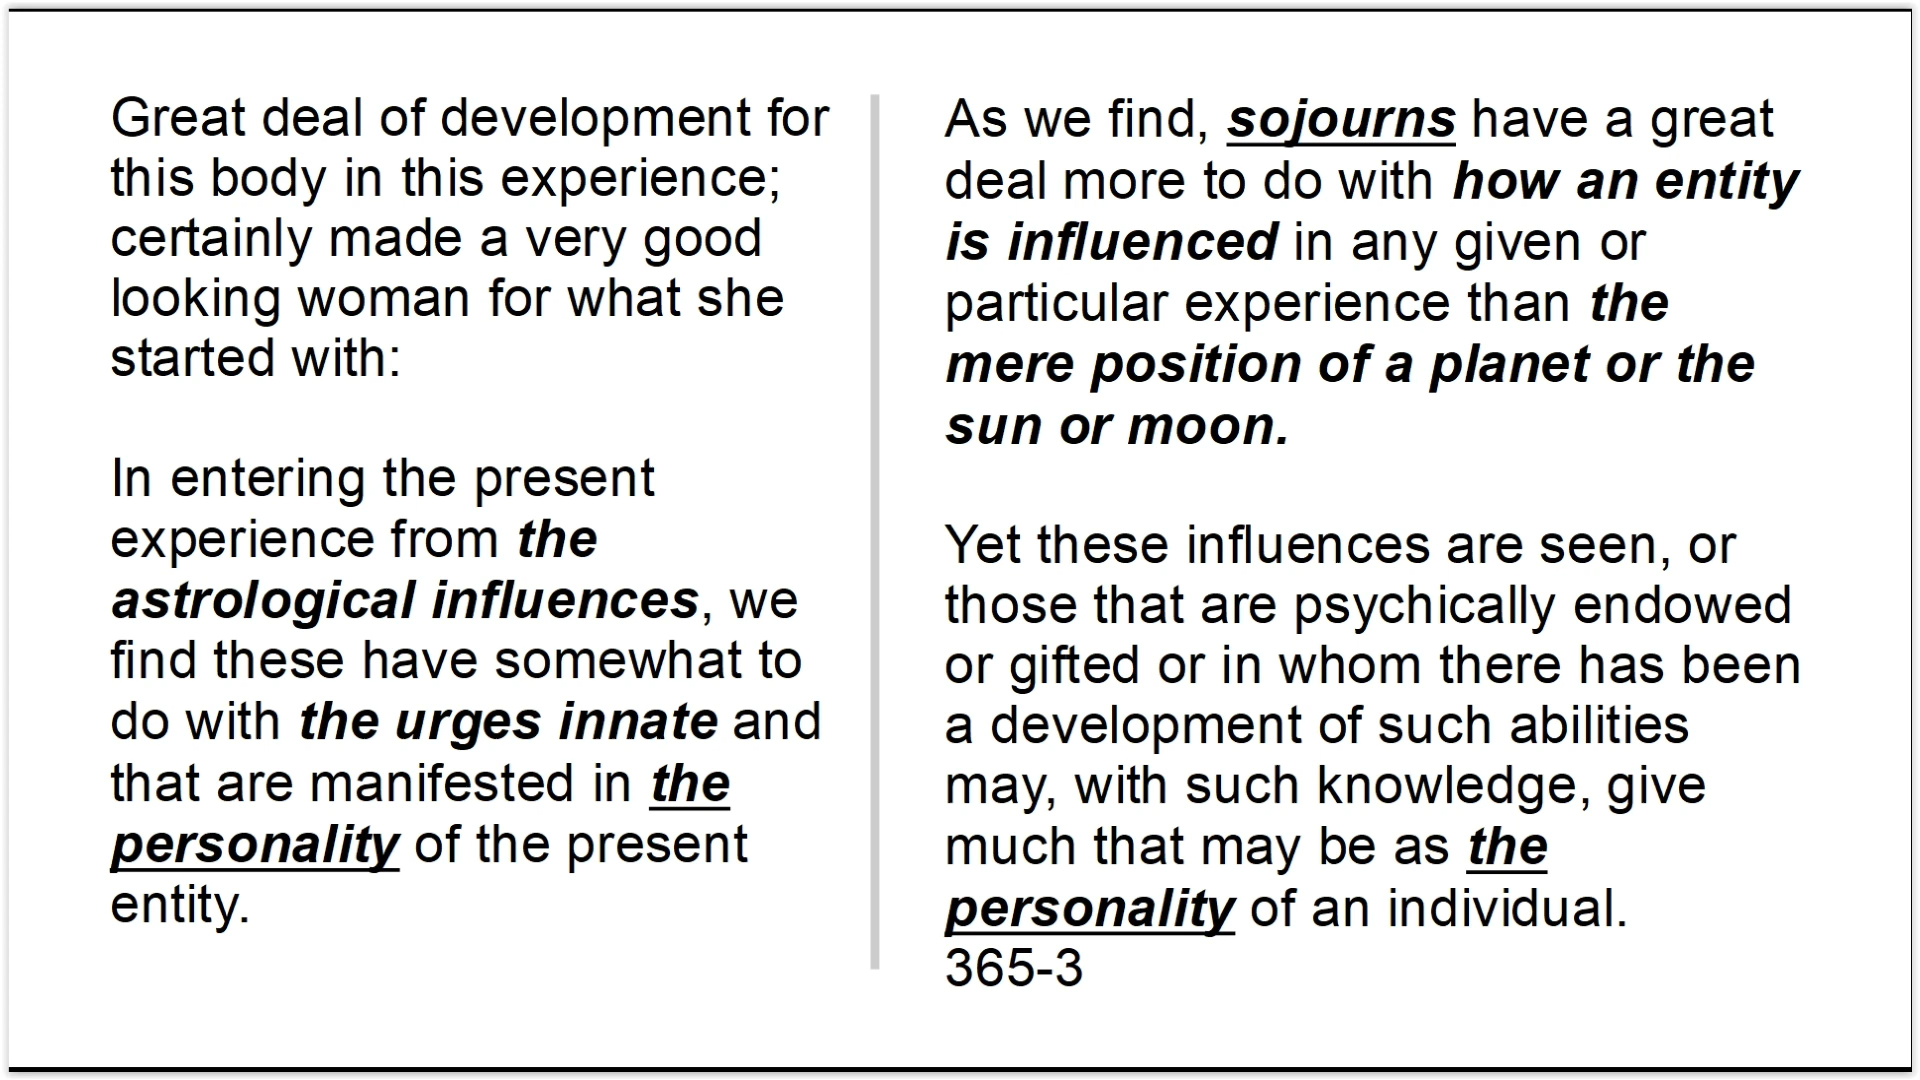 Great deal of development for
this body in this experience;
certainly made a very good
looking woman for what she
started with:
In entering the present
experience from the
astrological influences, we
find these have somewhat to
do with the urges innate and
that are manifested in the
personality of the present
entity.
As we find, sojourns have a great
deal more to do with how an entity
is influenced in any given or
particular experience than the
mere position of a planet or the
sun or moon.
Yet these influences are seen, or
those that are psychically endowed
or gifted or in whom there has been
a development of such abilities
may, with such knowledge, give
much that may be as the
personality of an individual.
365-3